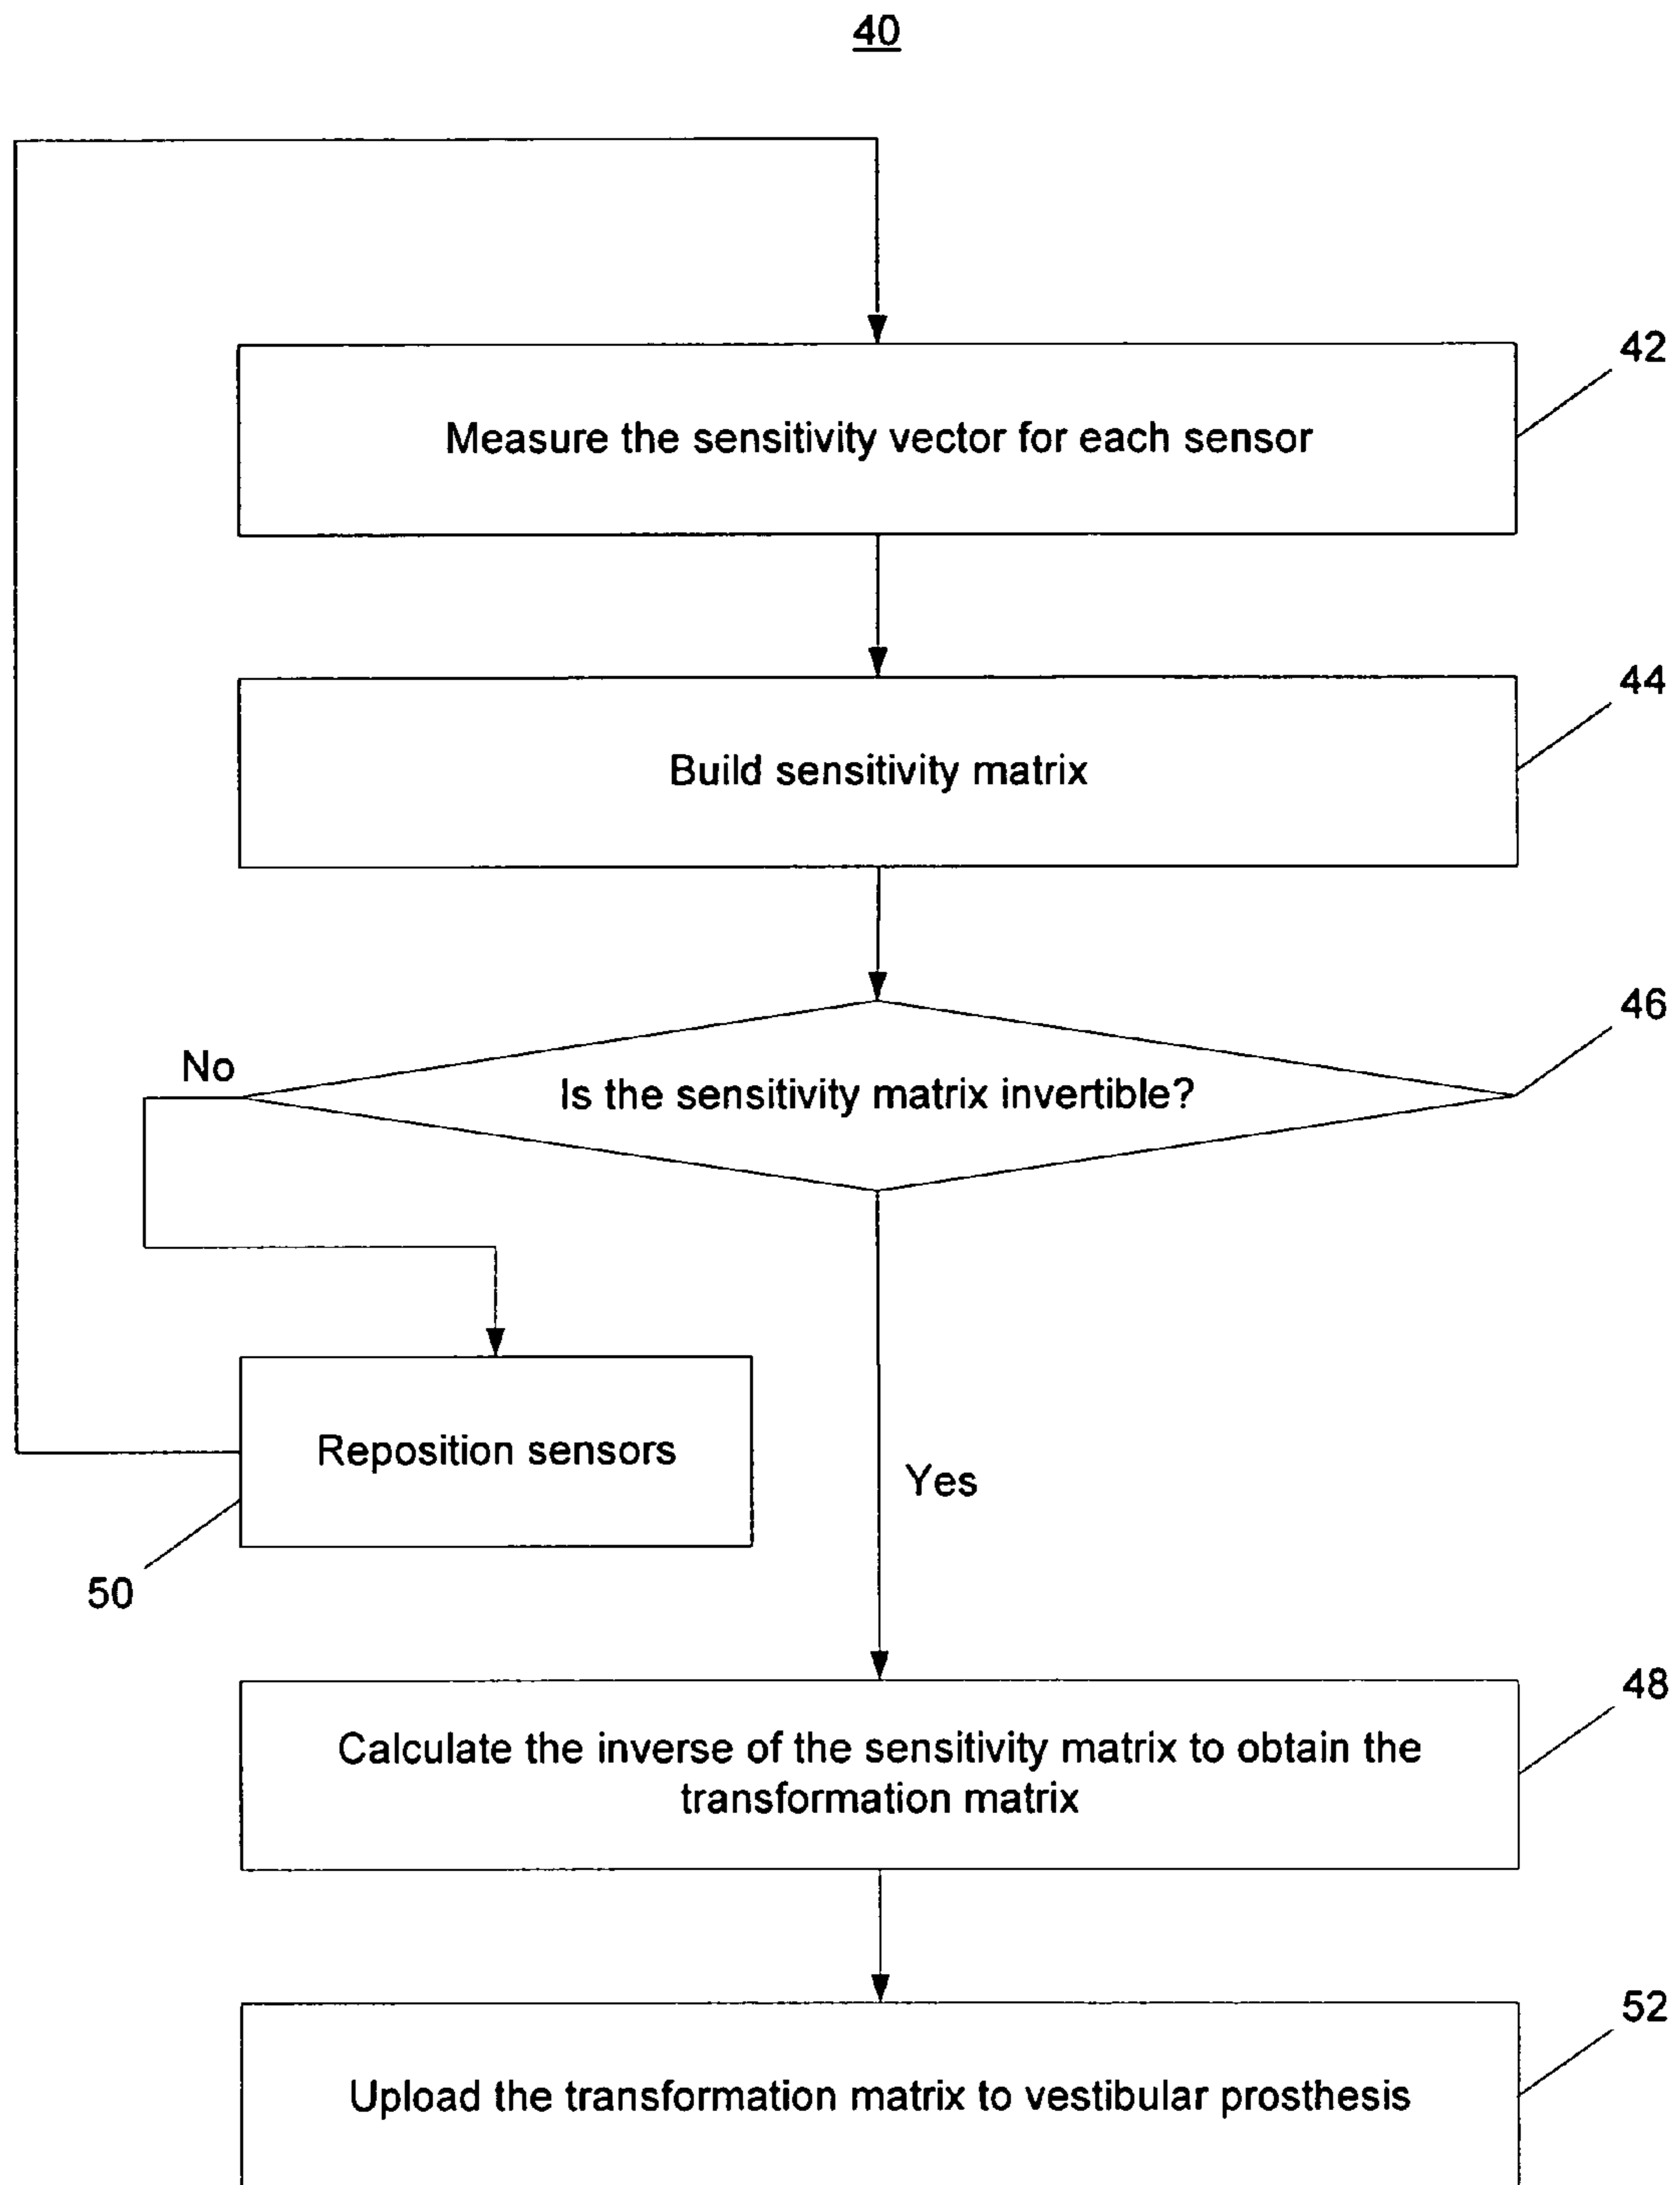 40
42
Measure the sensitivity vector for each sensor
44
Build sensitivity matrix
46
No
Is the sensitivity matrix invertible?
Reposition sensors
Yes
50
48
Calculate the inverse of the sensitivity matrix to obtain the
transformation matrix
52
Upload the transformation matrix to vestibular prosthesis